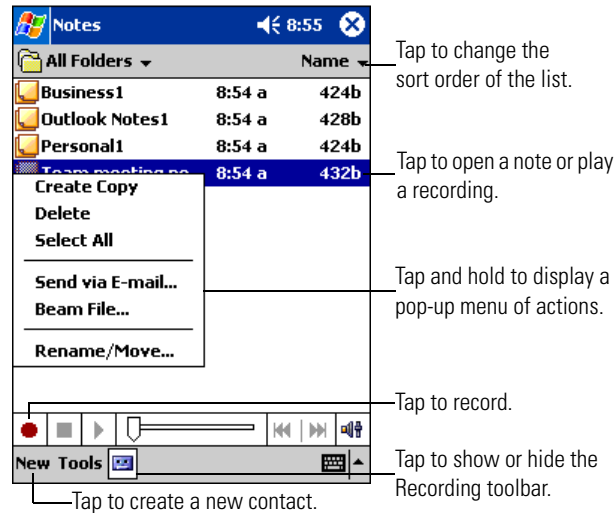 Notes 8:55
All Folders Name
Business1 8:54 a 424b
Outlook Notes1 8:54 a 428b
Personal1 8:54 a 424b
Team meeting no 8:54 a 432b
Create Copy
Delete
Select All
Send via E-mail...
Beam File...
Rename/Move...
New Tools
Tap to change the
sort order of the list.
Tap to open a note or play
a recording.
Tap and hold to display a
pop-up menu of actions.
Tap to record.
Tap to show or hide the
Recording toolbar.
Tap to create a new contact.